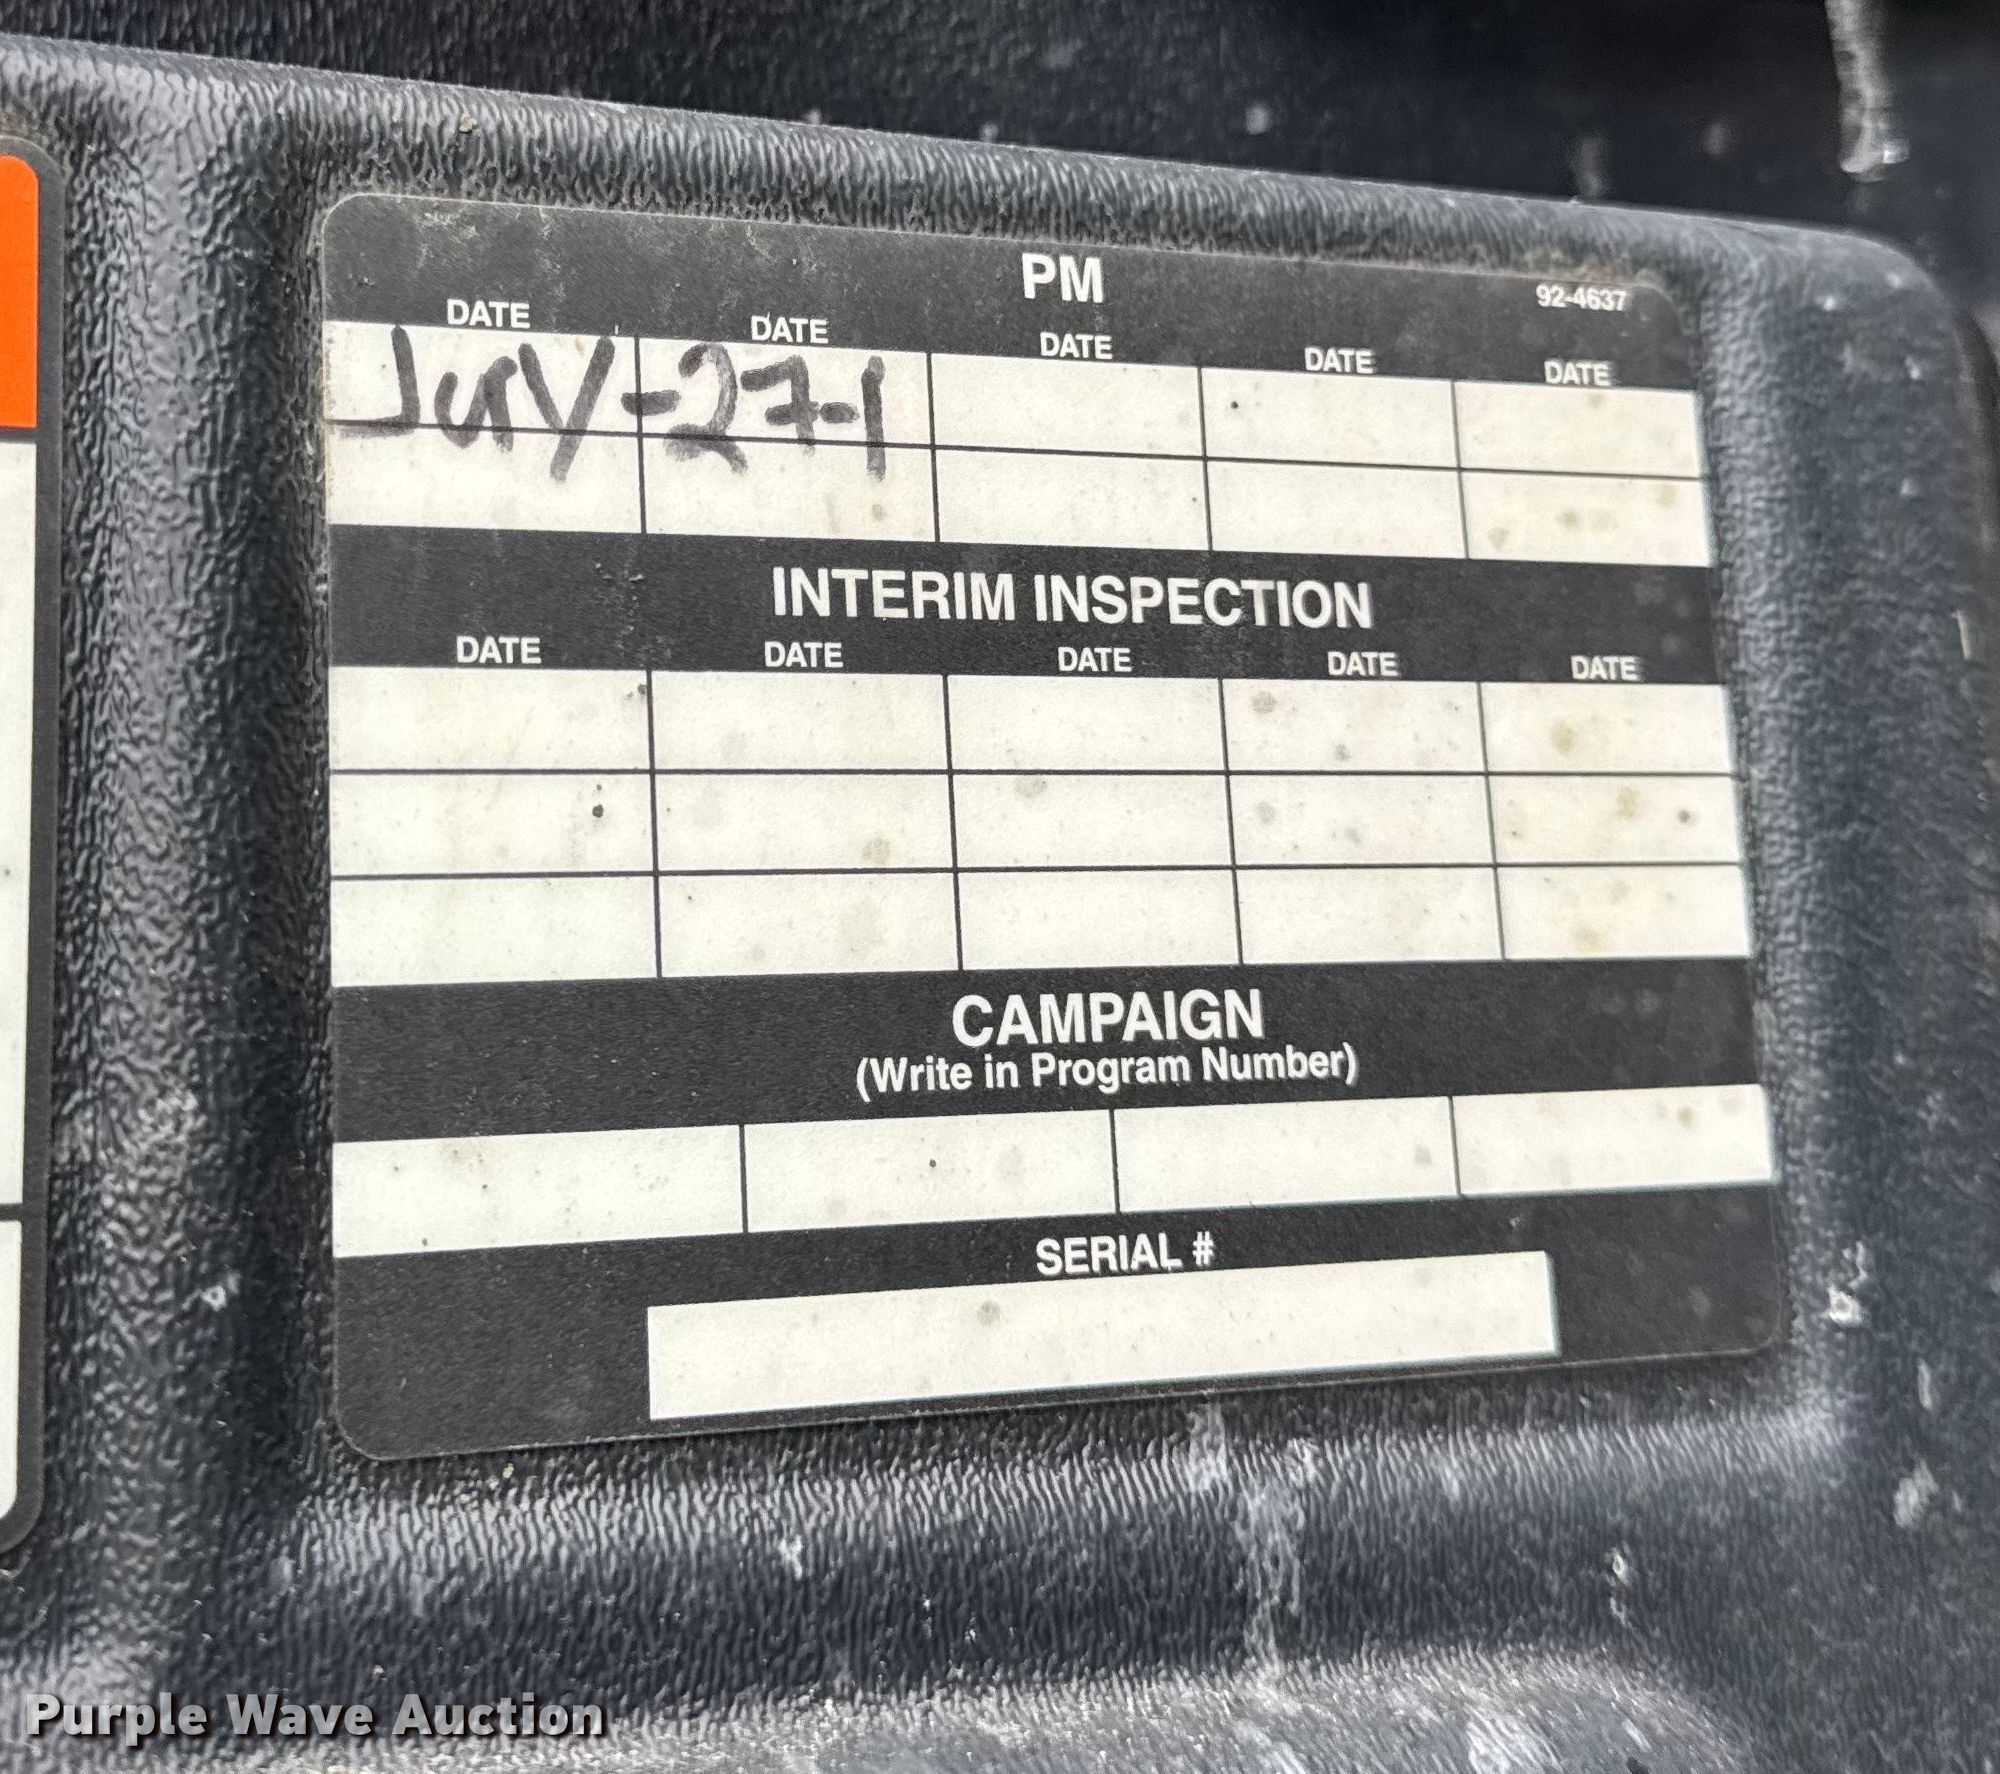 PM
92-4637
DATE DATE DATE DATE DATE
-27-1
INTERIM INSPECTION
DATE DATE DATE DATE DATE
CAMPAIGN
(Write in Program Number)
SERIAL #
Purple Wave Auction